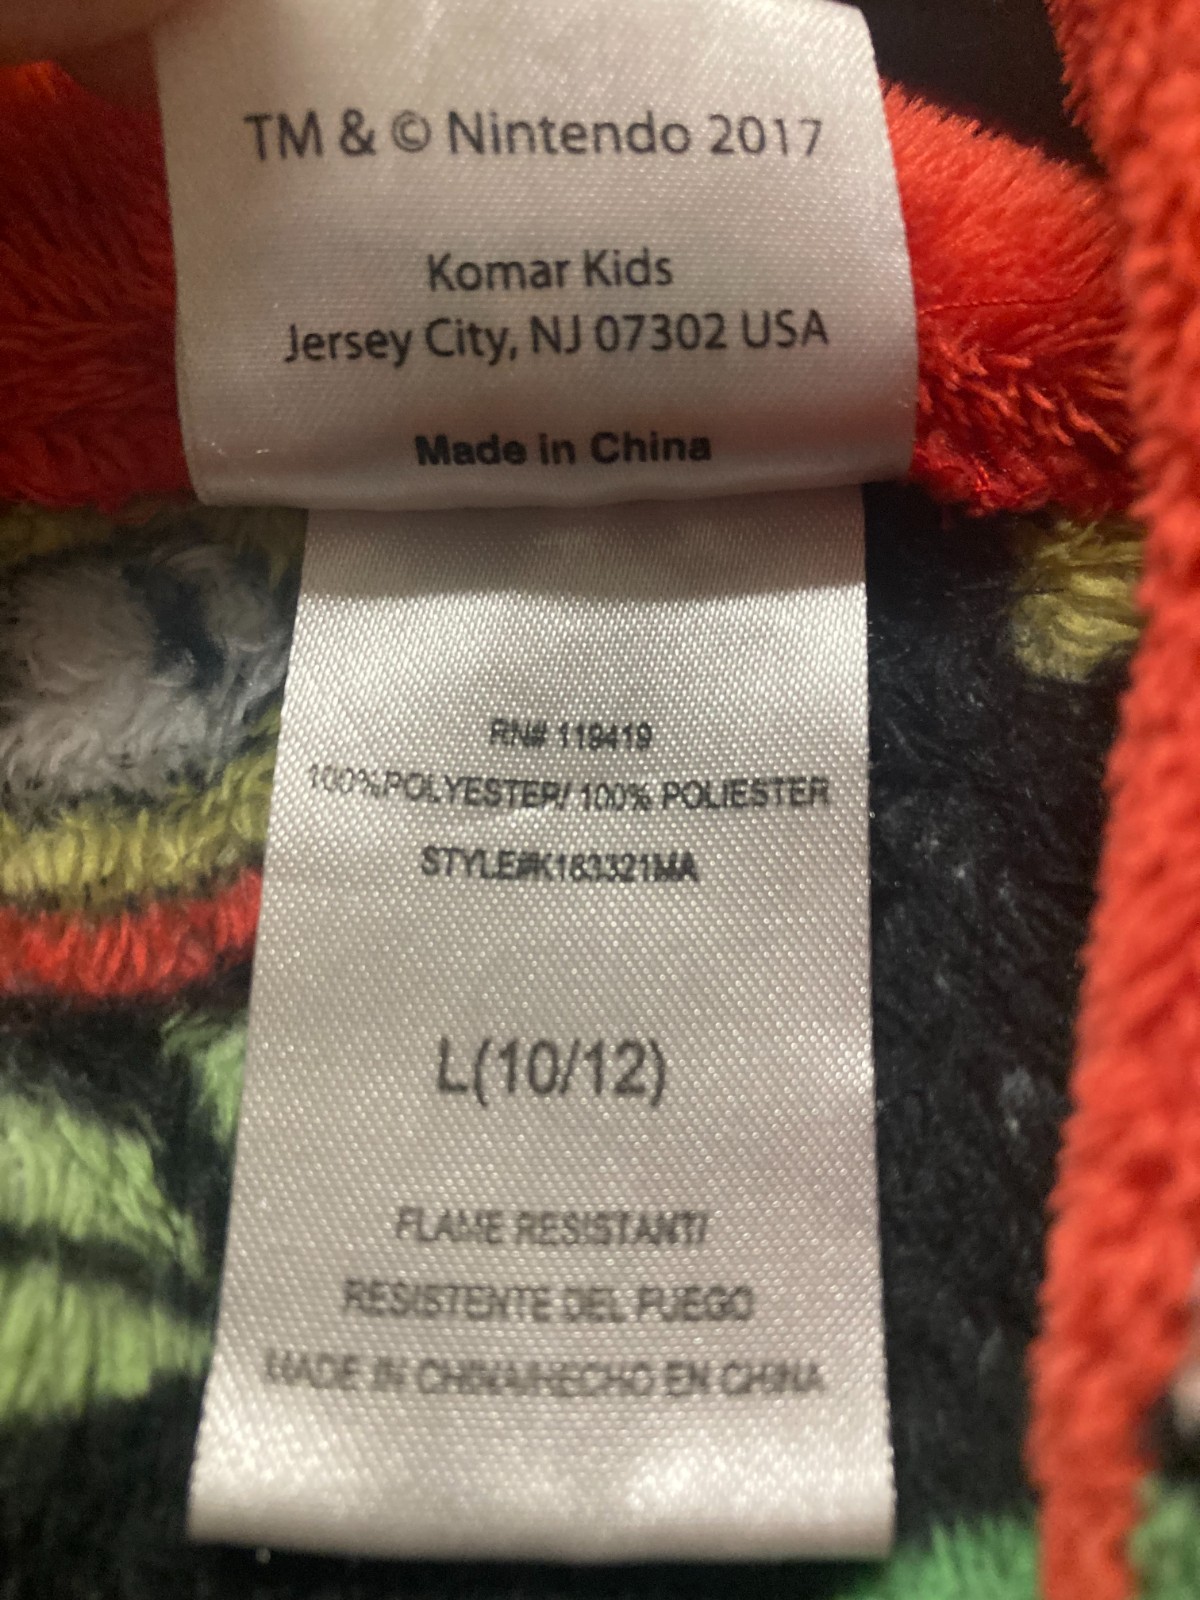 TM & © Nintendo 2017
Komar Kids
Jersey City, NJ 07302 USA
Made in China
RN# 119419
100%POLYESTER/ 100% POLIESTER
STYLE#K183321MA
L(10/12)
FLAME RESISTANT/
RESISTENTE DEL FUEGO
MADE IN CHINA/HECHO EN CHINA